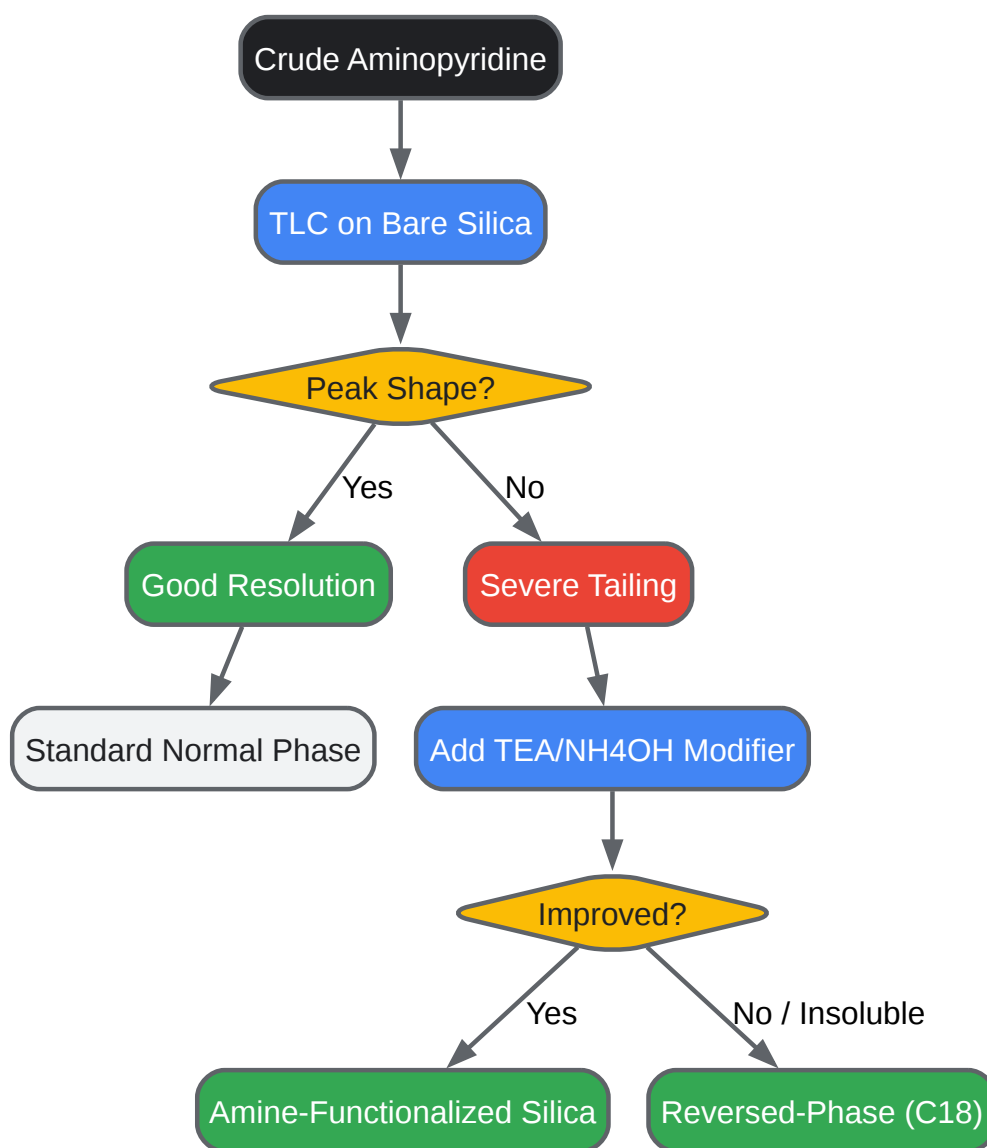 Crude Aminopyridine
TLC on Bare Silica
Peak Shape?
Yes
No
Good Resolution
Severe Tailing
Standard Normal Phase
Add TEA/NH4OH Modifier
Improved?
Yes
No / Insoluble
Amine-Functionalized Silica
Reversed-Phase (C18)